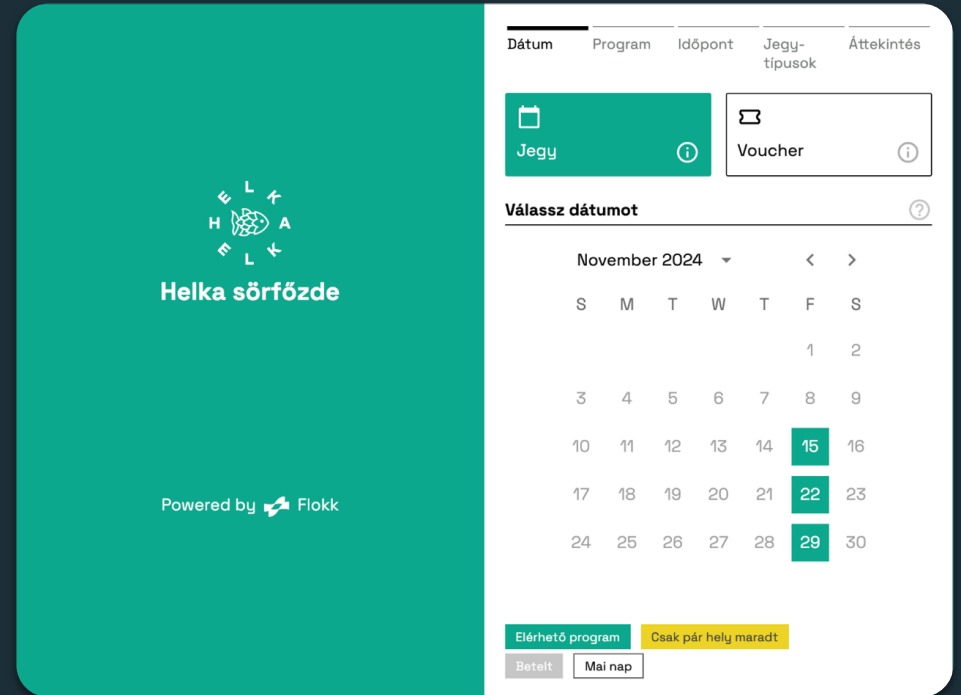 HELKA
HELK
Helka sörfőzde
Powered by Flokk
Dátum Program Időpont Jegy-típusok Áttekintés
Jegy
Voucher
Válassz dátumot
November 2024
S M T W T F S
1 2
3 4 5 6 7 8 9
10 11 12 13 14 15 16
17 18 19 20 21 22 23
24 25 26 27 28 29 30
Elérhető program
Csak pár hely maradt
Betelt
Mai nap